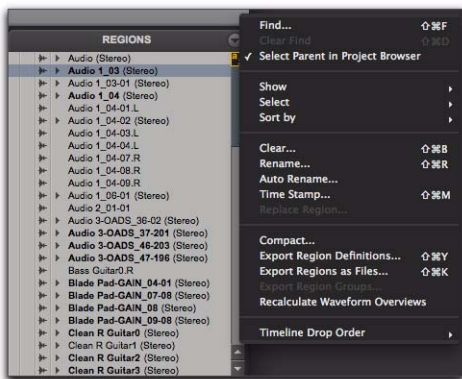 REGIONS
Audio (Stereo)
Audio 1_03 (Stereo)
Audio 1_03-01 (Stereo)
Audio 1_04 (Stereo)
Audio 1_04-01.L
Audio 1_04-02 (Stereo)
Audio 1_04-03.L
Audio 1_04-04.L
Audio 1_04-07.R
Audio 1_04-08.R
Audio 1_04-09.R
Audio 1_06-01 (Stereo)
Audio 2_01-01
Audio 3-OADS_36-02 (Stereo)
Audio 3-OADS_37-201 (Stereo)
Audio 3-OADS_46-203 (Stereo)
Audio 3-OADS_47-196 (Stereo)
Bass Guitar0.R
Blade Pad-GAIN_04-01 (Stereo)
Blade Pad-GAIN_07-08 (Stereo)
Blade Pad-GAIN_08 (Stereo)
Blade Pad-GAIN_09-08 (Stereo)
Clean R Guitar0 (Stereo)
Clean R Guitar1 (Stereo)
Clean R Guitar2 (Stereo)
Clean R Guitar3 (Stereo)
Find... ⇧⌘F
Clear Find ⇧⌘D
✓ Select Parent in Project Browser
Show
Select
Sort by
Clear... ⇧⌘B
Rename... ⇧⌘R
Auto Rename...
Time Stamp... ⇧⌘M
Replace Region...
Compact...
Export Region Definitions... ⇧⌘Y
Export Regions as Files... ⇧⌘K
Export Region Groups...
Recalculate Waveform Overviews
Timeline Drop Order